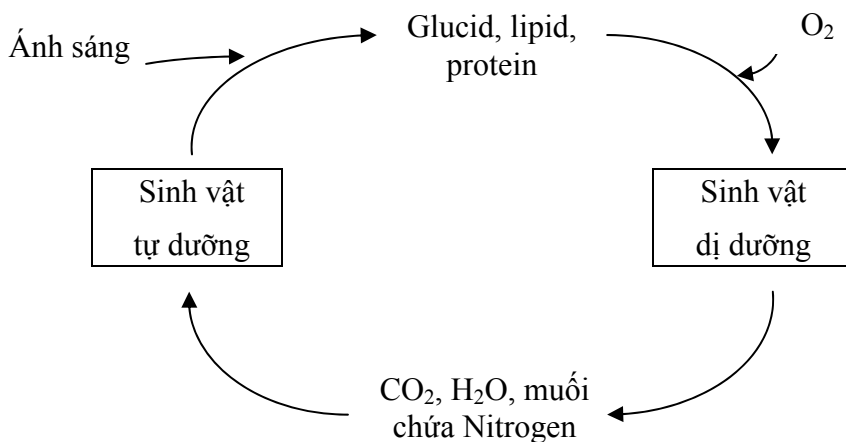 Ánh sáng
Glucid, lipid,
protein
O₂
Sinh vật
tự dưỡng
Sinh vật
dị dưỡng
CO₂, H₂O, muối
chứa Nitrogen